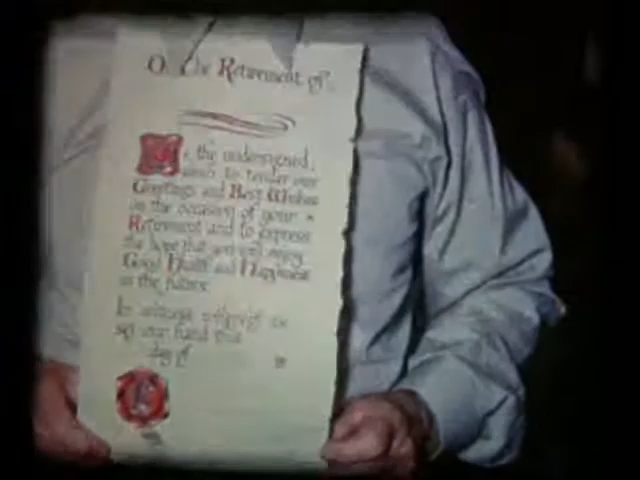 On the Retirement of
We, the undersigned,
desire to tender our
Greetings and Best Wishes
on the occasion of your
Retirement and to express
the hope that you will enjoy
Good Health and Happiness
in the future
In witness whereof we
set our hand this
day of